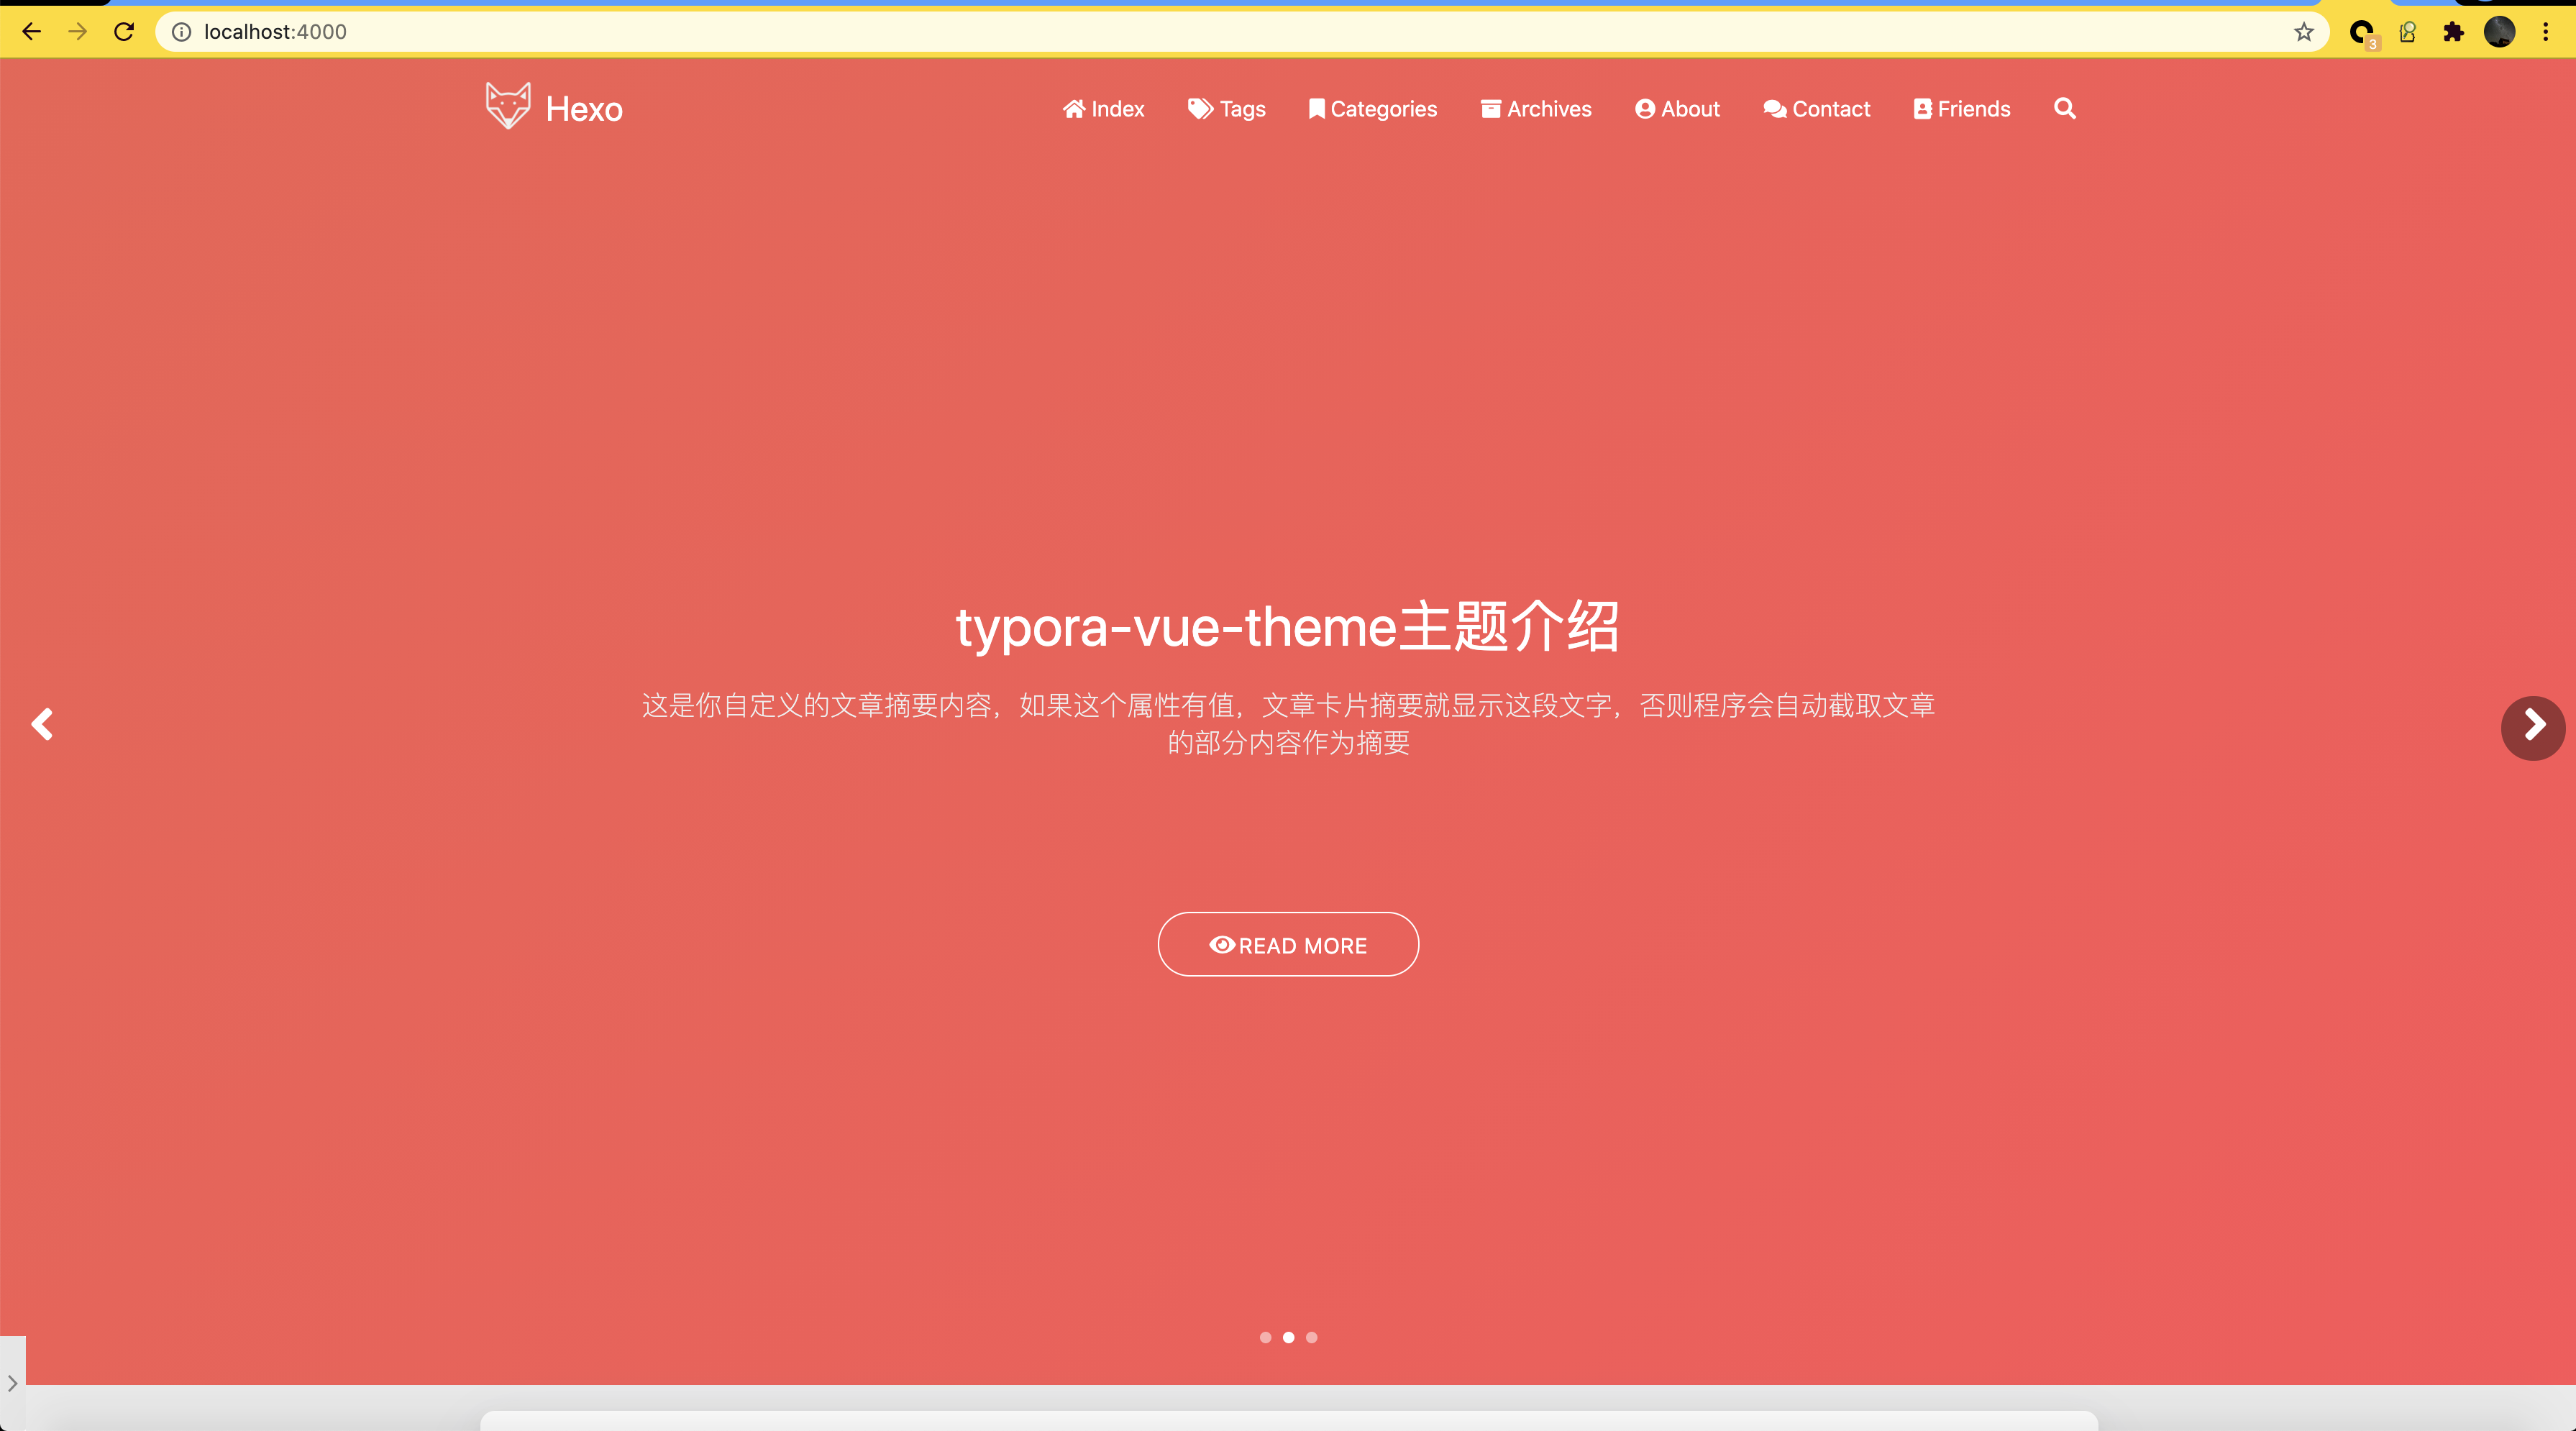 localhost:4000
3
Hexo
Index Tags Categories Archives About Contact Friends
typora-vue-theme主题介绍
这是你自定义的文章摘要内容，如果这个属性有值，文章卡片摘要就显示这段文字，否则程序会自动截取文章
的部分内容作为摘要
READ MORE